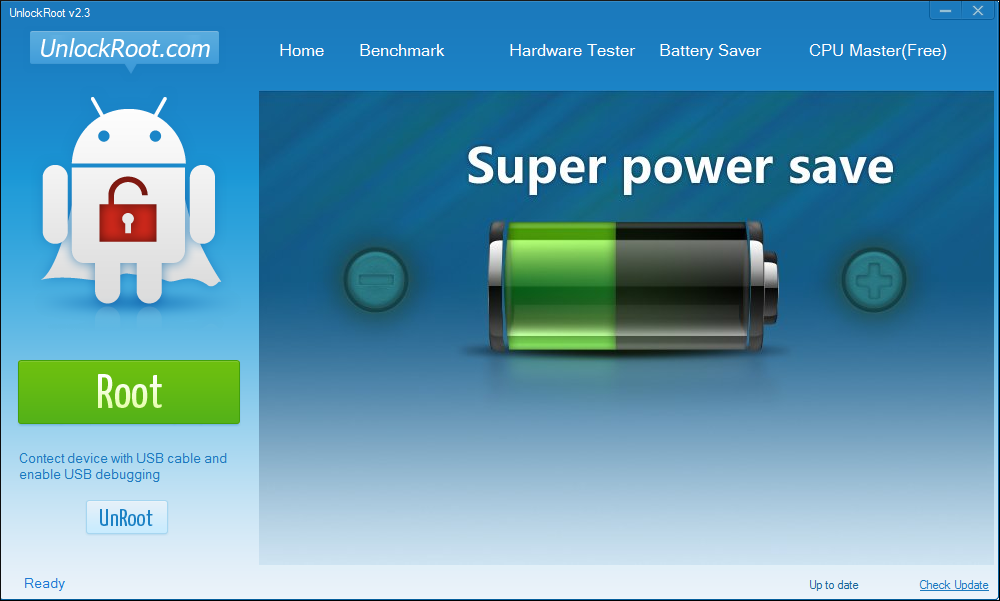 UnlockRoot v2.3
UnlockRoot.com
Home Benchmark Hardware Tester Battery Saver CPU Master(Free)
Super power save
Root
Contect device with USB cable and
enable USB debugging
UnRoot
Ready Up to date Check Update